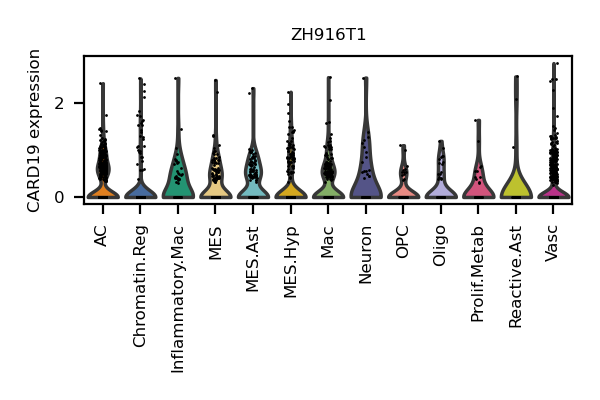 ZH916T1
CARD19 expression
2
0
AC
Chromatin.Reg
Inflammatory.Mac
MES
MES.Ast
MES.Hyp
Mac
Neuron
OPC
Oligo
Prolif.Metab
Reactive.Ast
Vasc